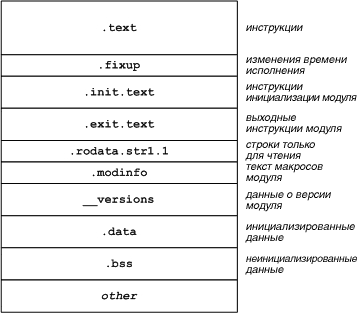 .text
инструкции
.fixup
изменения времени
исполнения
.init.text
инструкции
инициализации модуля
.exit.text
выходные
инструкции модуля
.rodata.str1.1
строки только
для чтения
.modinfo
текст макросов
модуля
__versions
данные о версии
модуля
.data
инициализированные
данные
.bss
неинициализированные
данные
other